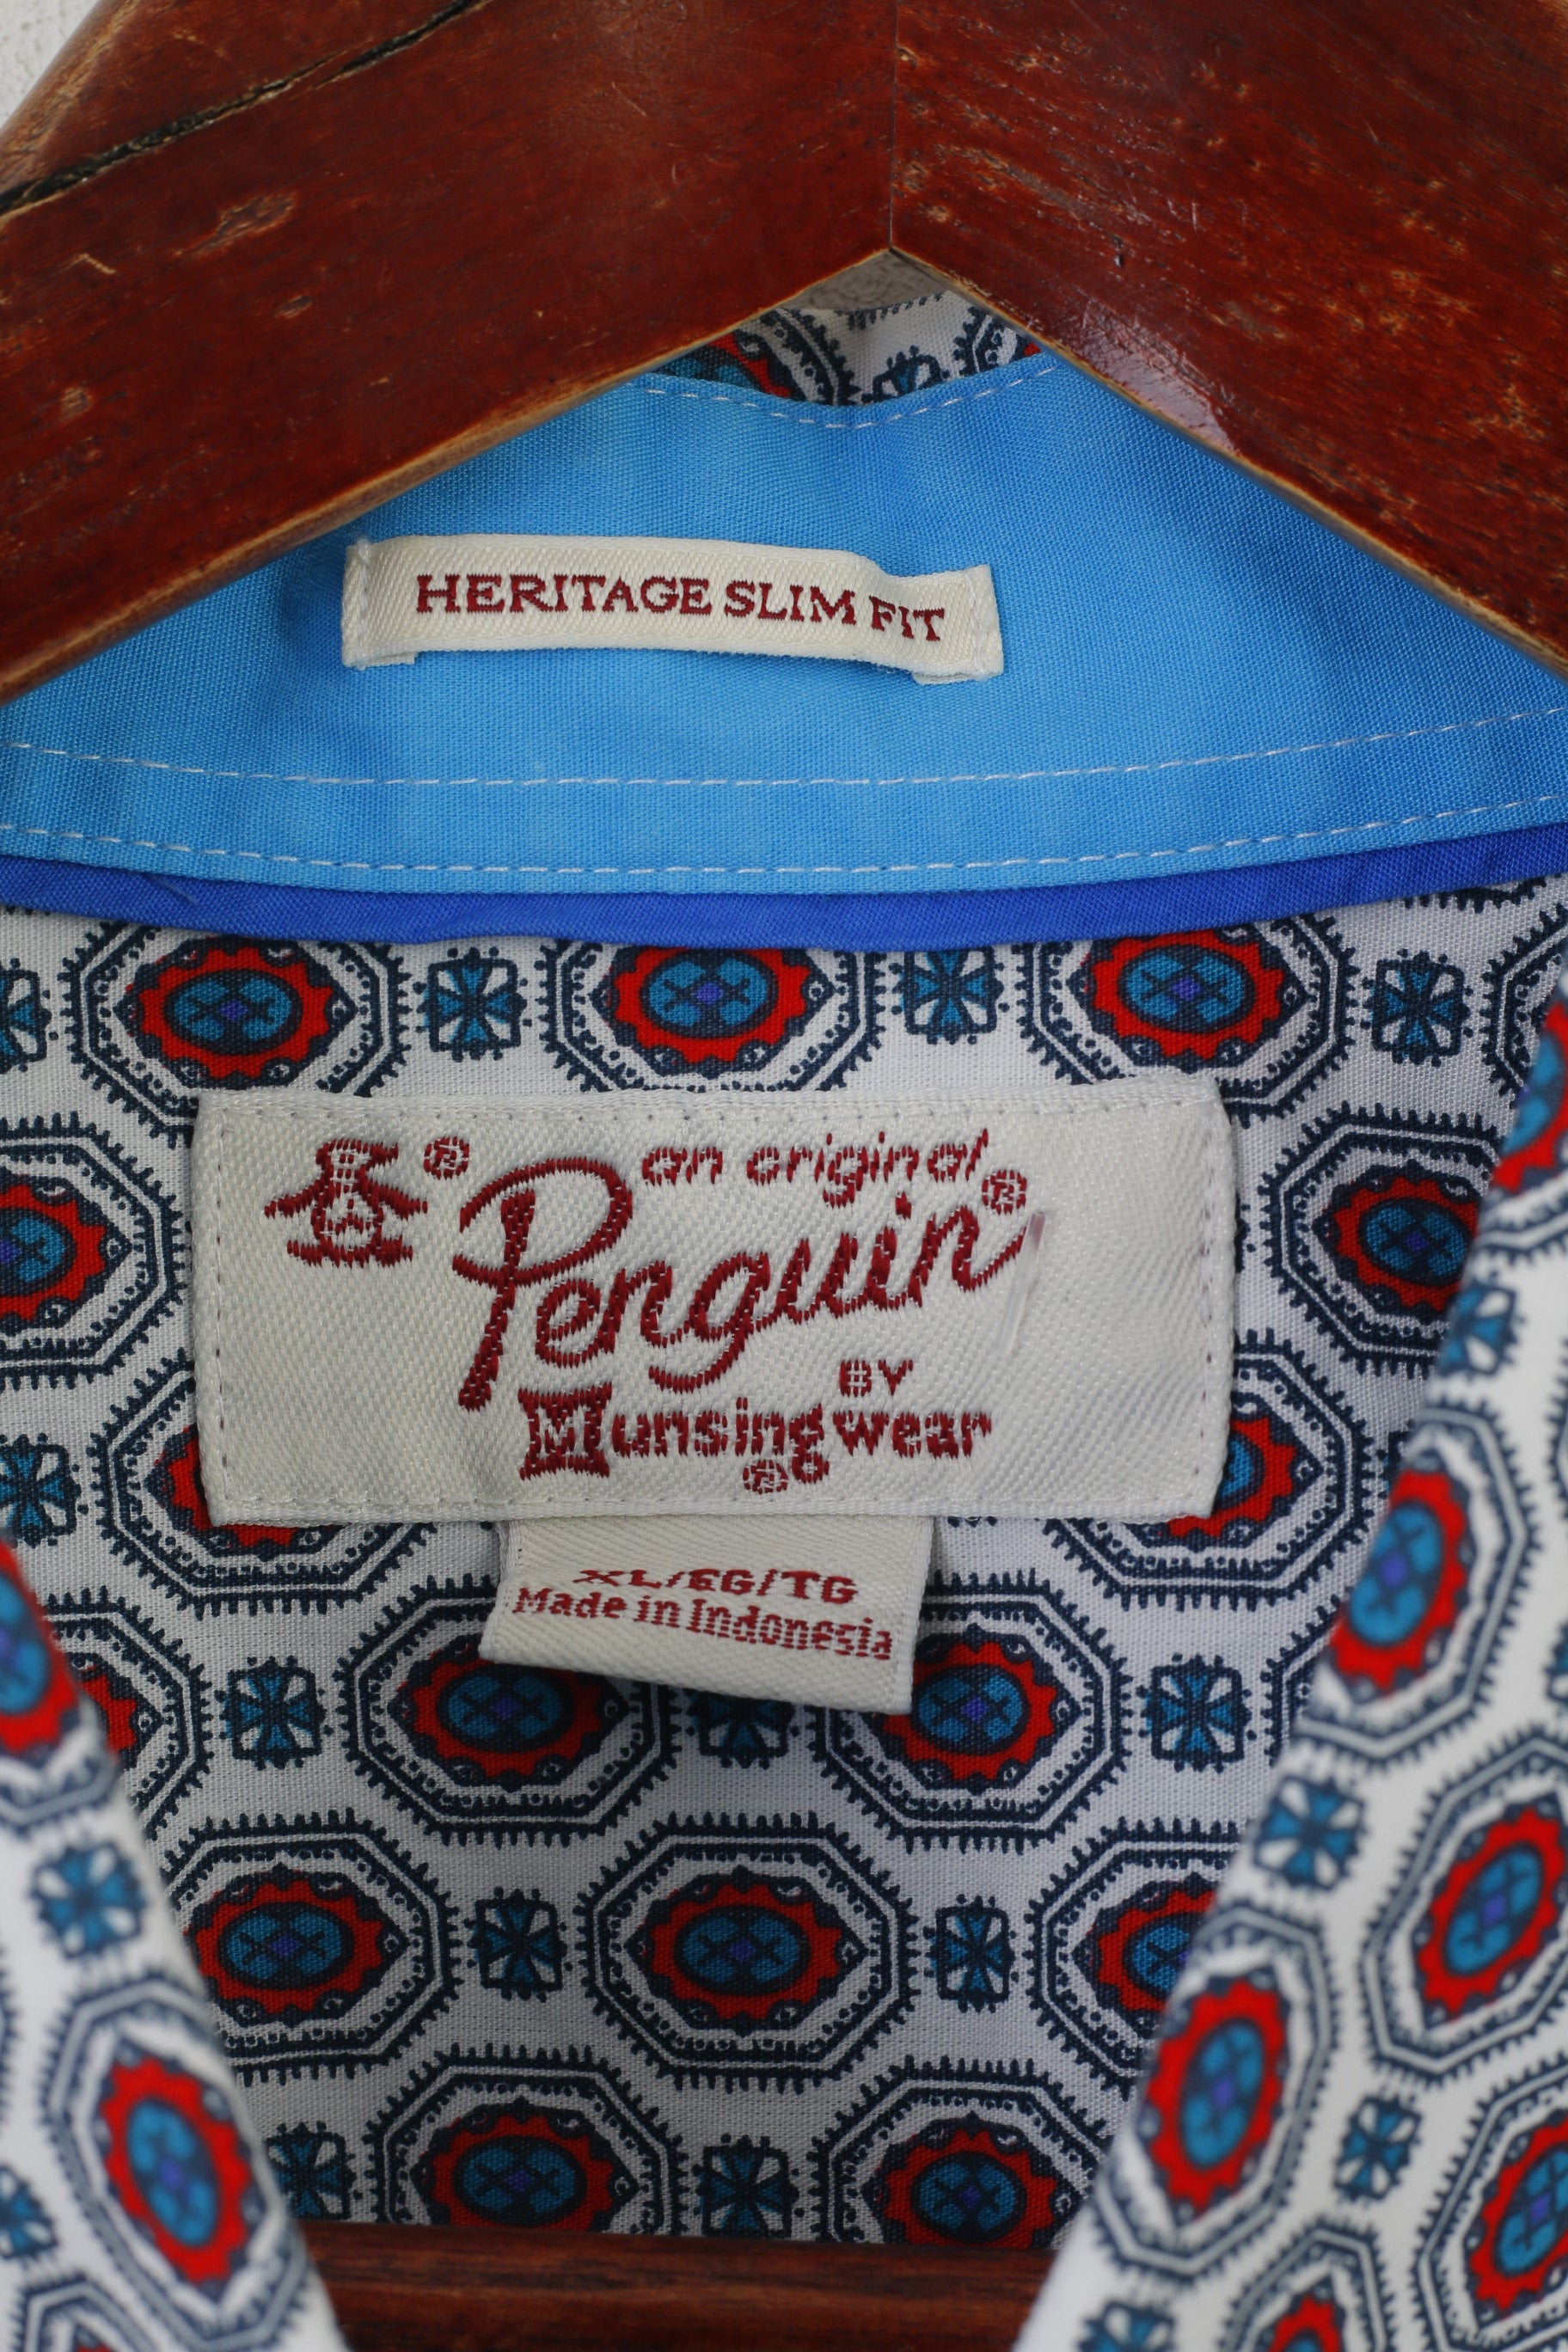 HERITAGE SLIM FIT
® an original
Penguin®
BY
Munsingwear
®
XL/EG/TG
Made in Indonesia